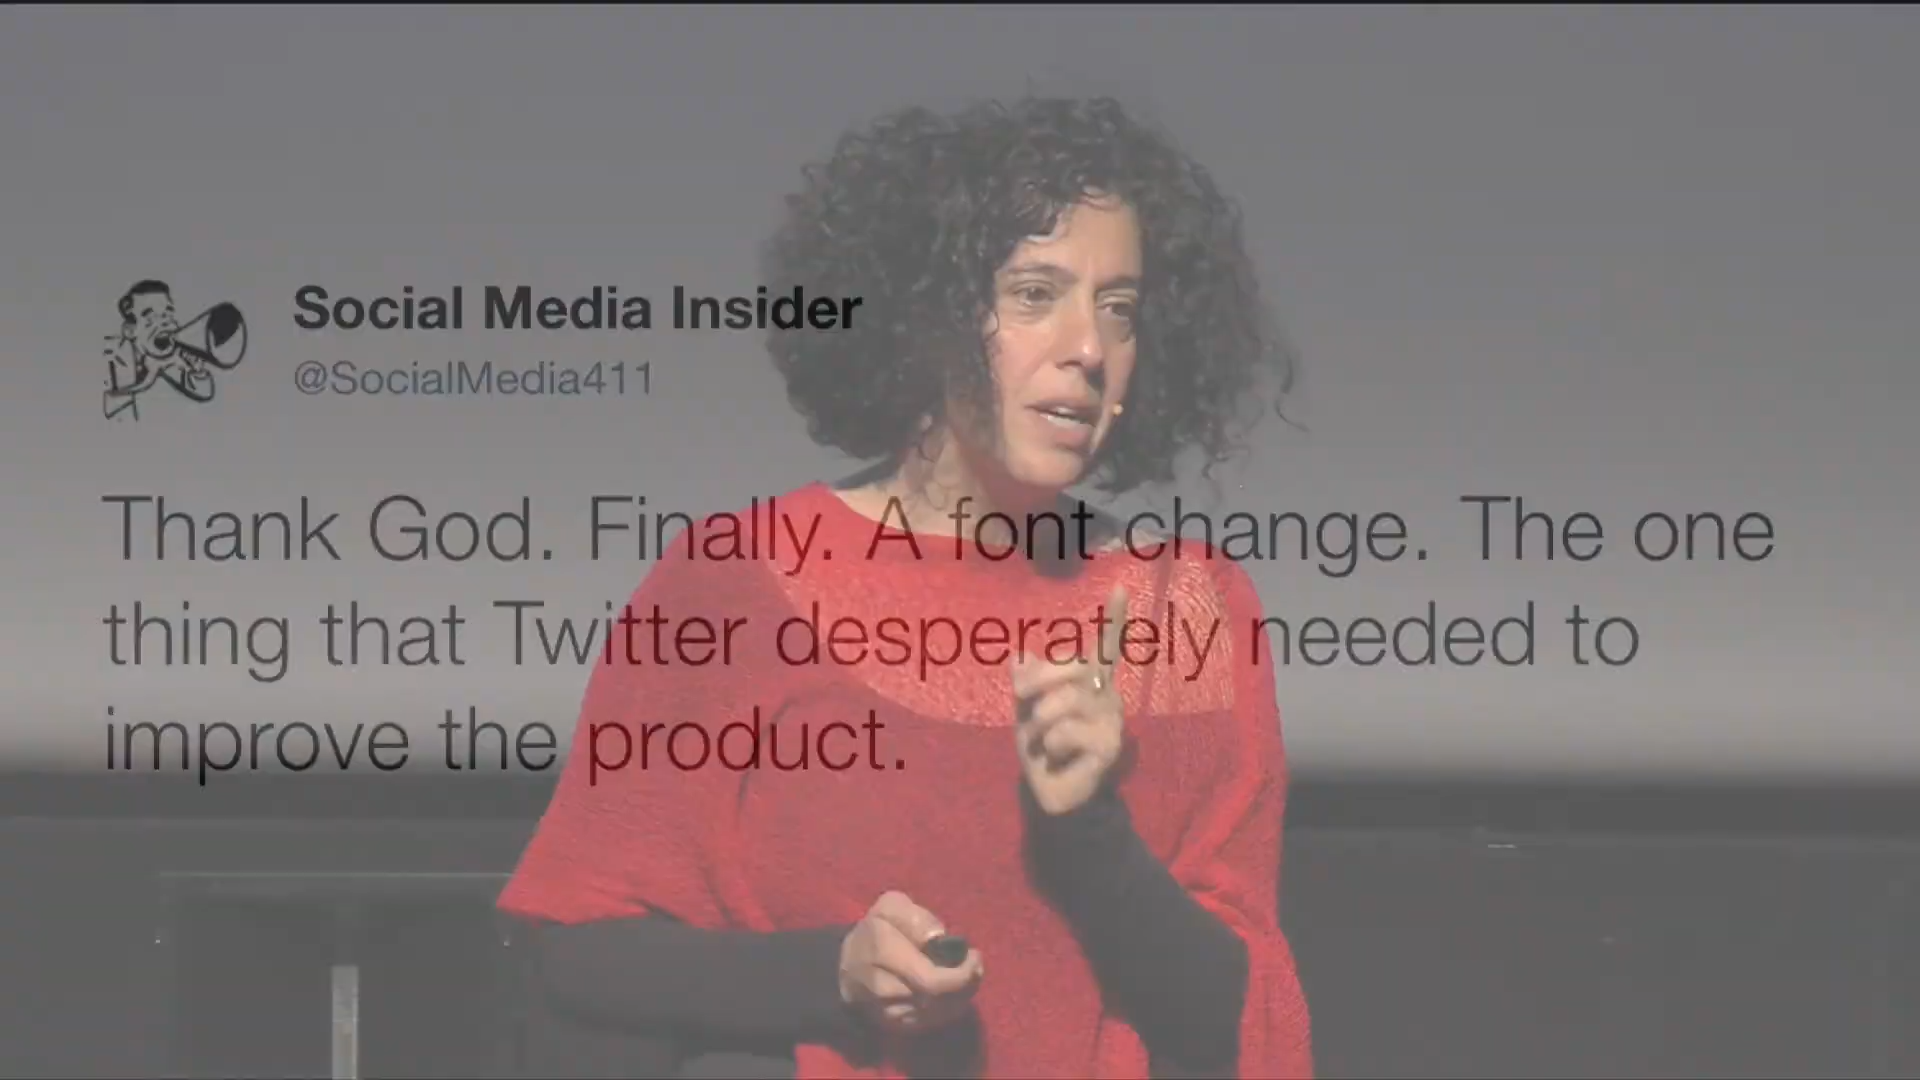 Social Media Insider
@SocialMedia411
Thank God. Finally. A font change. The one
thing that Twitter desperately needed to
improve the product.